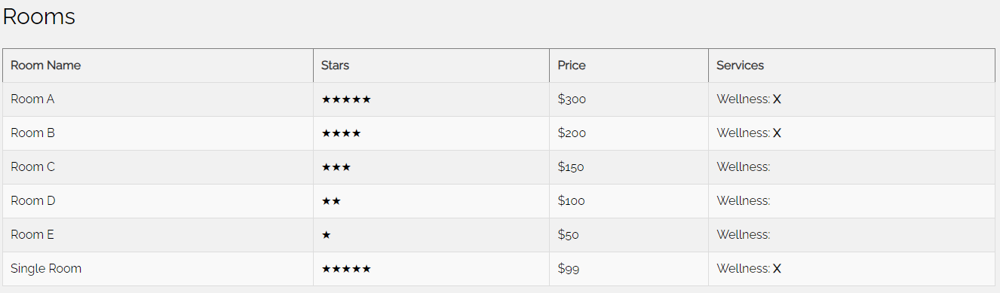 Rooms
Room Name Stars Price Services
Room A ★★★★★ $300 Wellness: X
Room B ★★★★ $200 Wellness: X
Room C ★★★ $150 Wellness:
Room D ★★ $100 Wellness:
Room E ★ $50 Wellness:
Single Room ★★★★★ $99 Wellness: X